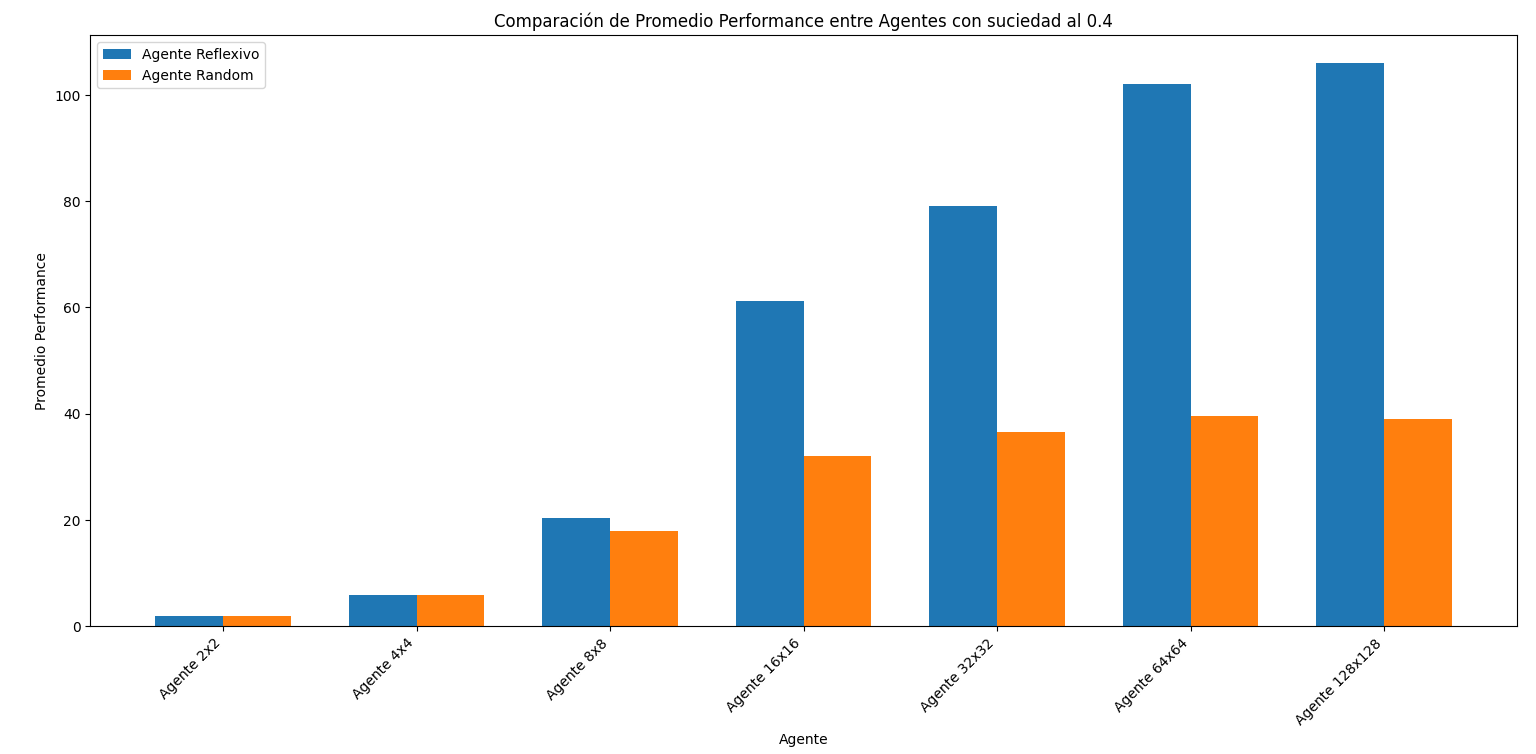 Comparación de Promedio Performance entre Agentes con suciedad al 0.4
Agente Reflexivo
Agente Random
Promedio Performance
100
80
60
40
20
0
Agente 2x2
Agente 4x4
Agente 8x8
Agente 16x16
Agente 32x32
Agente 64x64
Agente 128x128
Agente